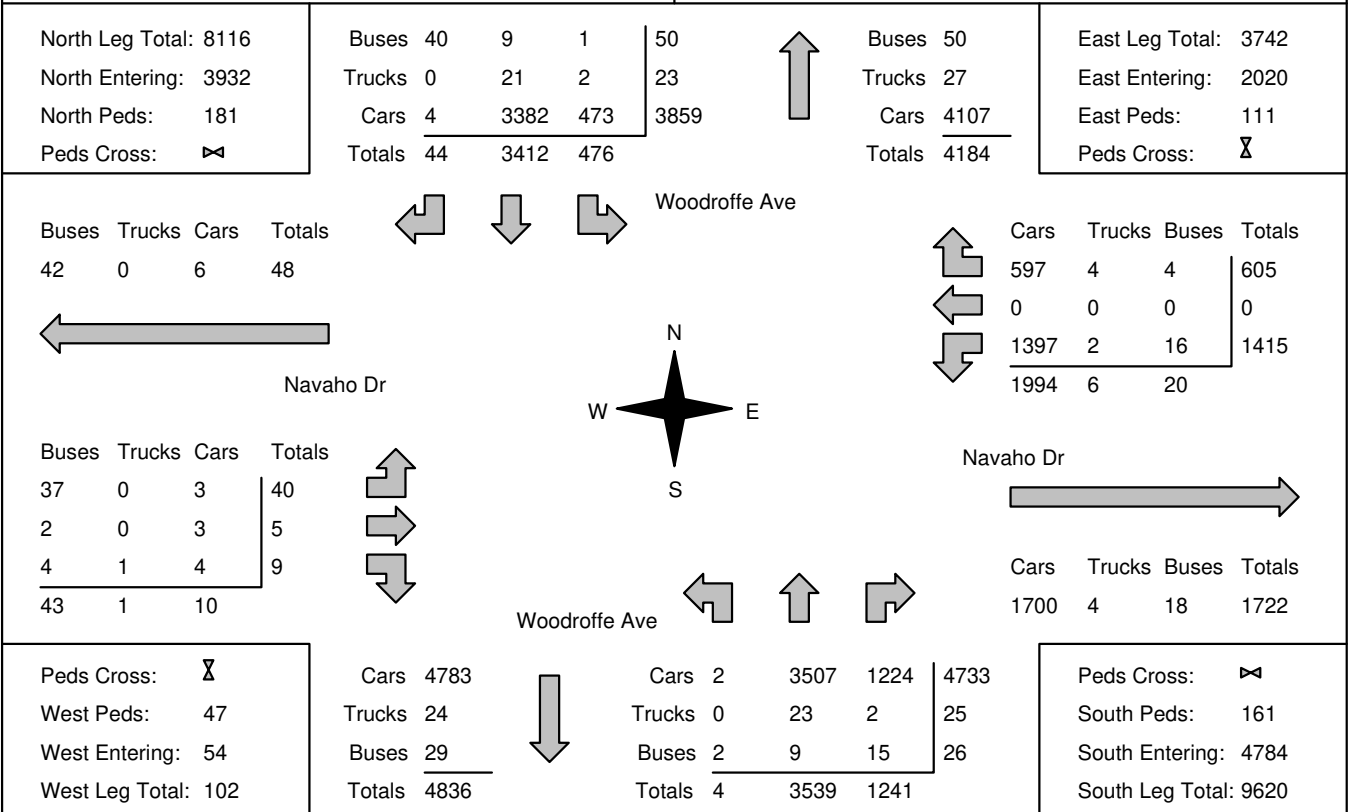 North Leg Total: 8116
North Entering: 3932
North Peds: 181
Peds Cross:
Buses 40 9 1 50
Trucks 0 21 2 23
Cars 4 3382 473 3859
Totals 44 3412 476
Buses 50
Trucks 27
Cars 4107
Totals 4184
East Leg Total: 3742
East Entering: 2020
East Peds: 111
Peds Cross:
Woodroffe Ave
Buses Trucks Cars Totals
42 0 6 48
Cars Trucks Buses Totals
597 4 4 605
0 0 0 0
1397 2 16 1415
1994 6 20
Navaho Dr
N
W E
S
Buses Trucks Cars Totals
37 0 3 40
2 0 3 5
4 1 4 9
43 1 10
Navaho Dr
Cars Trucks Buses Totals
1700 4 18 1722
Woodroffe Ave
Peds Cross:
West Peds: 47
West Entering: 54
West Leg Total: 102
Cars 4783
Trucks 24
Buses 29
Totals 4836
Cars 2 3507 1224 4733
Trucks 0 23 2 25
Buses 2 9 15 26
Totals 4 3539 1241
Peds Cross:
South Peds: 161
South Entering: 4784
South Leg Total: 9620